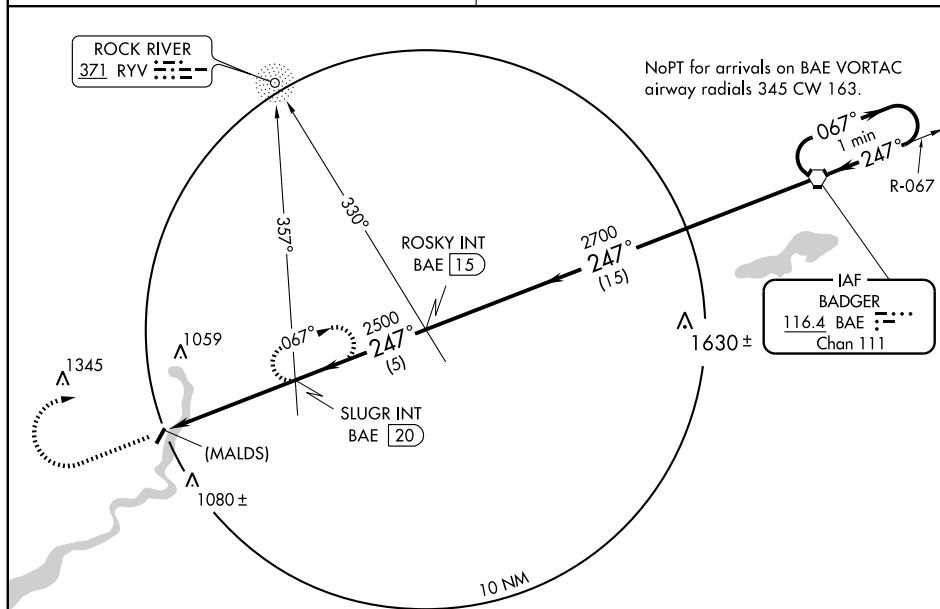 ROCK RIVER
371 RYV
NoPT for arrivals on BAE VORTAC
airway radials 345 CW 163.
067°
1 min
247°
R-067
357°
330°
ROSKY INT
BAE 15
2700
247°
(15)
IAF
BADGER
116.4 BAE
Chan 111
067°
2500
247°
(5)
1630 ±
1059
1345
SLUGR INT
BAE 20
(MALDS)
1080 ±
10 NM